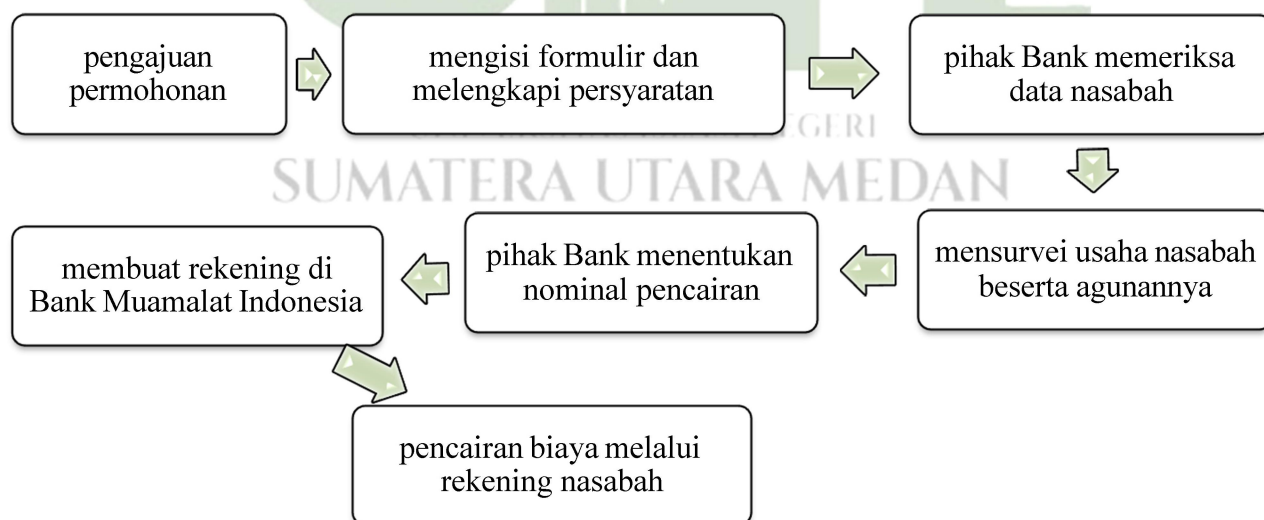 pengajuan
permohonan
mengisi formulir dan
melengkapi persyaratan
pihak Bank memeriksa
data nasabah
EGERI
SUMATERA UTARA MEDAN
mensurvei usaha nasabah
beserta agunannya
pihak Bank menentukan
nominal pencairan
membuat rekening di
Bank Muamalat Indonesia
pencairan biaya melalui
rekening nasabah